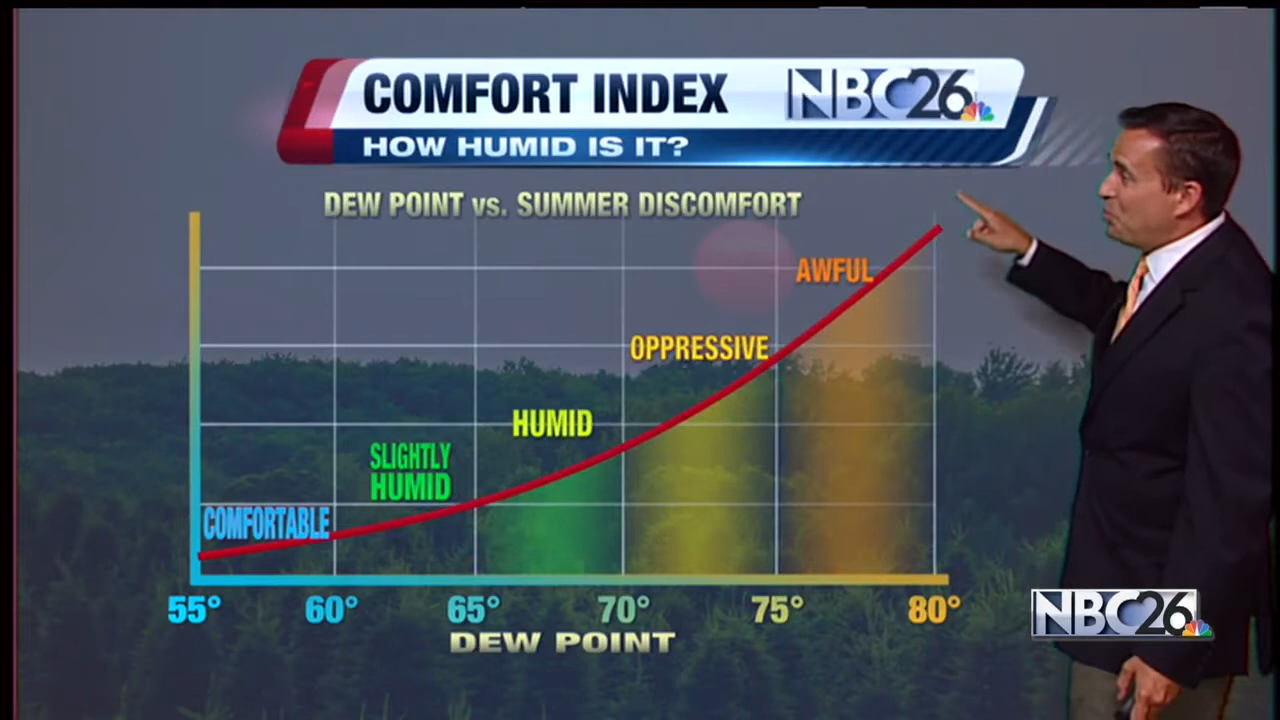 COMFORT INDEX NBC26
HOW HUMID IS IT?
DEW POINT vs. SUMMER DISCOMFORT
AWFUL
OPPRESSIVE
HUMID
SLIGHTLY
HUMID
COMFORTABLE
55° 60° 65° 70° 75° 80°
DEW POINT
NBC26